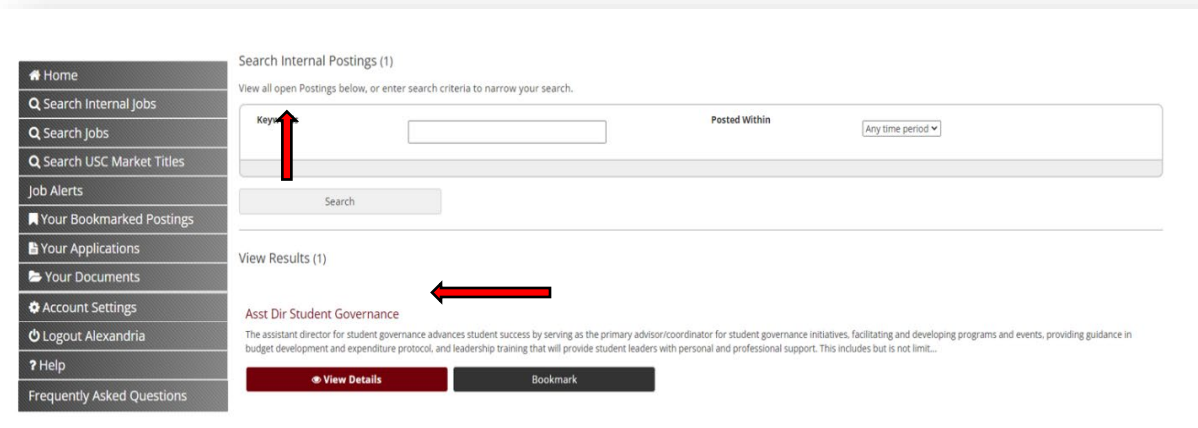 Home
Search Internal Jobs
Search Jobs
Search USC Market Titles
Job Alerts
Your Bookmarked Postings
Your Applications
Your Documents
Account Settings
Logout Alexandria
? Help
Frequently Asked Questions
Search Internal Postings (1)
View all open Postings below, or enter search criteria to narrow your search.
Posted Within
Any time period
Search
View Results (1)
Asst Dir Student Governance
The assistant director for student governance advances student success by serving as the primary advisor/coordinator for student governance initiatives, facilitating and developing programs and events, providing guidance in
budget development and expenditure protocol, and leadership training that will provide student leaders with personal and professional support. This includes but is not limit...
View Details
Bookmark